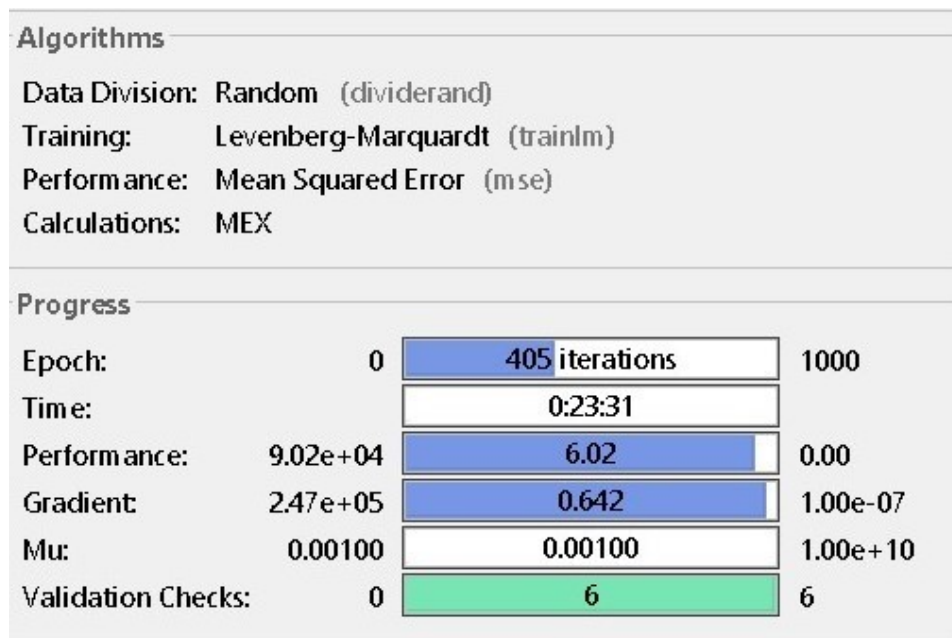 Algorithms
Data Division: Random (dividerand)
Training: Levenberg-Marquardt (trainlm)
Performance: Mean Squared Error (mse)
Calculations: MEX
Progress
Epoch: 0 405 iterations 1000
Time: 0:23:31
Performance: 9.02e+04 6.02 0.00
Gradient: 2.47e+05 0.642 1.00e-07
Mu: 0.00100 0.00100 1.00e+10
Validation Checks: 0 6 6